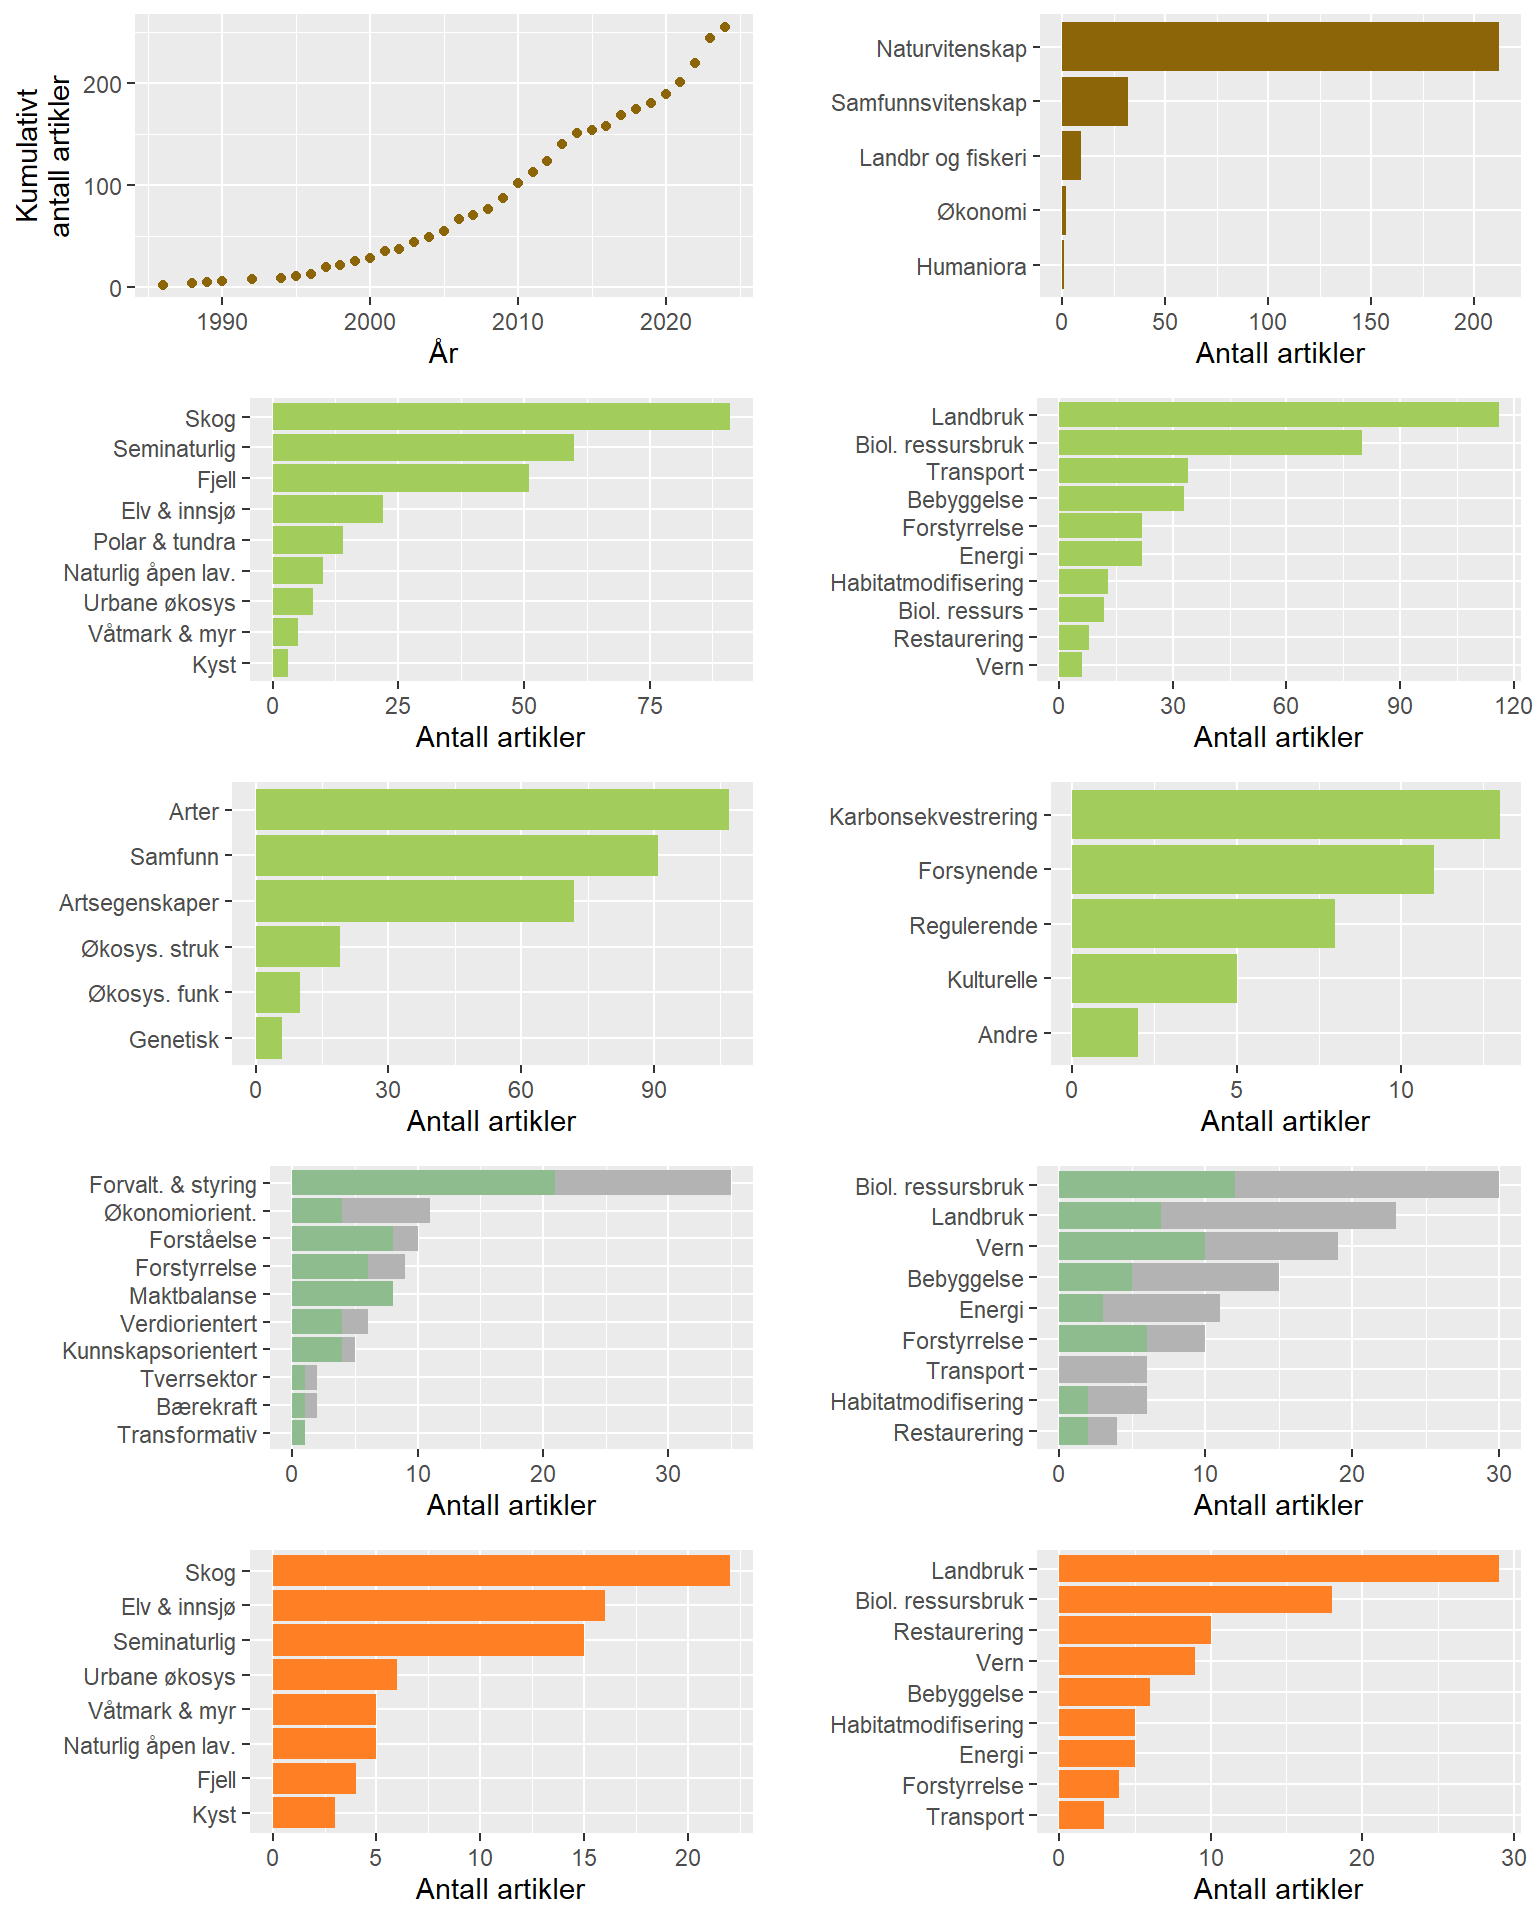 Kumulativt
antall artikler
200
100
0
1990
2000
2010
2020
År
Naturvitenskap
Samfunnsvitenskap
Landbr og fiskeri
Økonomi
Humaniora
0
50
100
150
200
Antall artikler
Skog
Seminaturlig
Fjell
Elv & innsjø
Polar & tundra
Naturlig åpen lav.
Urbane økosys
Våtmark & myr
Kyst
0
25
50
75
Antall artikler
Landbruk
Biol. ressursbruk
Transport
Bebyggelse
Forstyrrelse
Energi
Habitatmodifisering
Biol. ressurs
Restaurering
Vern
0
30
60
90
120
Antall artikler
Arter
Samfunn
Artsegenskaper
Økosys. struk
Økosys. funk
Genetisk
0
30
60
90
Antall artikler
Karbonsekvestrering
Forsynende
Regulerende
Kulturelle
Andre
0
5
10
Antall artikler
Forvalt. & styring
Økonomiorient.
Forståelse
Forstyrrelse
Maktbalanse
Verdiorientert
Kunnskapsorientert
Tverrsektor
Bærekraft
Transformativ
0
10
20
30
Antall artikler
Biol. ressursbruk
Landbruk
Vern
Bebyggelse
Energi
Forstyrrelse
Transport
Habitatmodifisering
Restaurering
0
10
20
30
Antall artikler
Skog
Elv & innsjø
Seminaturlig
Urbane økosys
Våtmark & myr
Naturlig åpen lav.
Fjell
Kyst
0
5
10
15
20
Antall artikler
Landbruk
Biol. ressursbruk
Restaurering
Vern
Bebyggelse
Habitatmodifisering
Energi
Forstyrrelse
Transport
0
10
20
30
Antall artikler